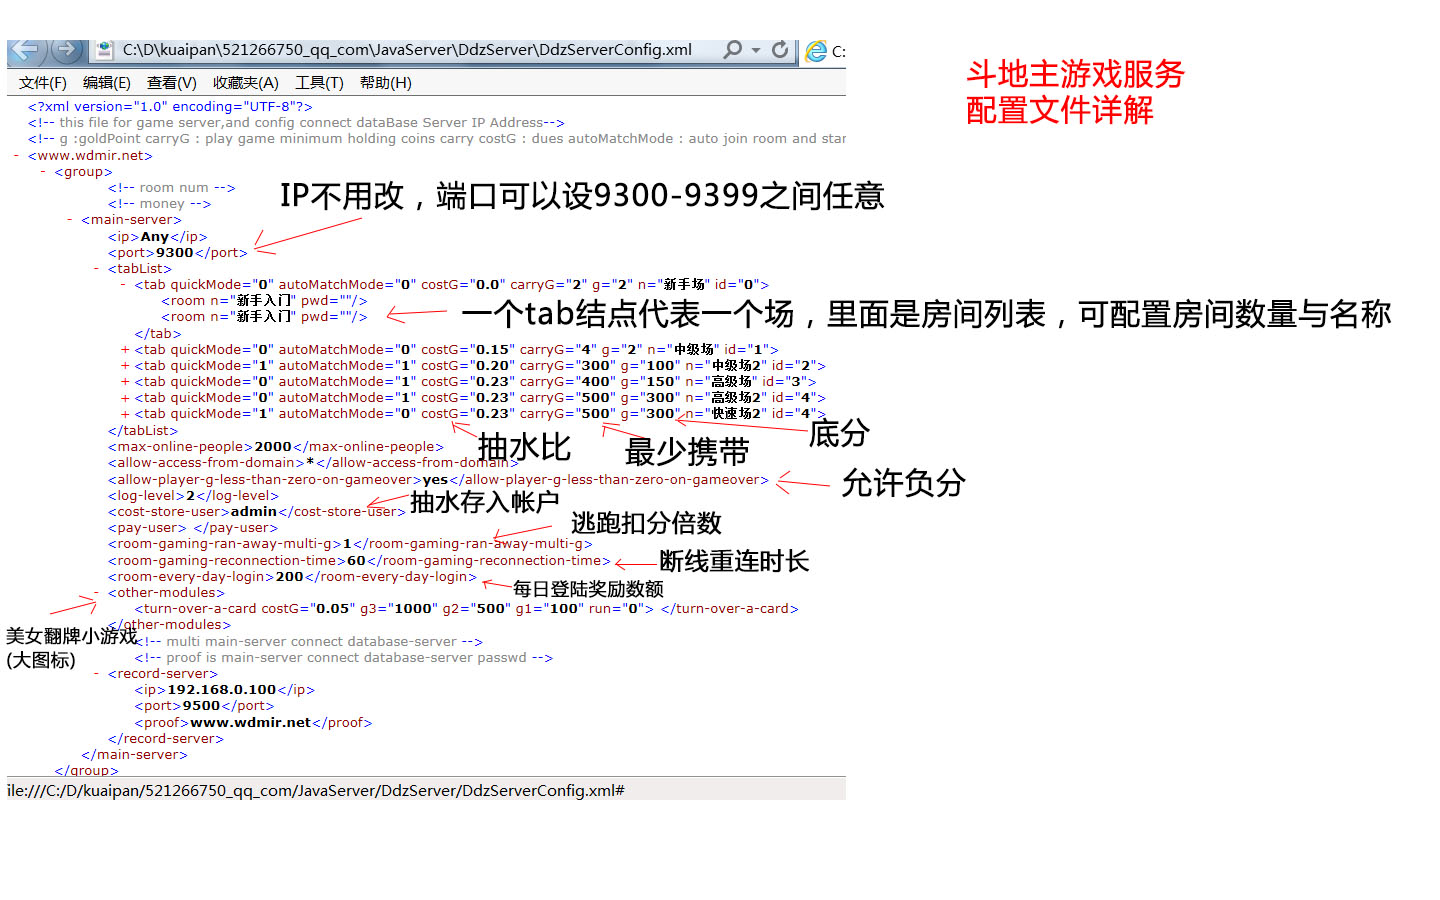 C:\D\kuaipan\521266750_qq_com\JavaServer\DdzServer\DdzServerConfig.xml
C:
文件(F) 编辑(E) 查看(V) 收藏夹(A) 工具(T) 帮助(H)
斗地主游戏服务
配置文件详解
<?xml version="1.0" encoding="UTF-8"?>
<!-- this file for game server,and config connect dataBase Server IP Address-->
<!-- g :goldPoint carryG : play game minimum holding coins carry costG : dues autoMatchMode : auto join room and star
- <www.wdmir.net>
- <group>
<!-- room num -->
<!-- money -->
IP不用改，端口可以设9300-9399之间任意
- <main-server>
<ip>Any</ip>
<port>9300</port>
- <tabList>
- <tab quickMode="0" autoMatchMode="0" costG="0.0" carryG="2" g="2" n="新手场" id="0">
<room n="新手入门" pwd=""/>
<room n="新手入门" pwd=""/>
一个tab结点代表一个场，里面是房间列表，可配置房间数量与名称
</tab>
+ <tab quickMode="0" autoMatchMode="0" costG="0.15" carryG="4" g="2" n="中级场" id="1">
+ <tab quickMode="1" autoMatchMode="1" costG="0.20" carryG="300" g="100" n="中级场2" id="2">
+ <tab quickMode="0" autoMatchMode="1" costG="0.23" carryG="400" g="150" n="高级场" id="3">
+ <tab quickMode="0" autoMatchMode="1" costG="0.23" carryG="500" g="300" n="高级场2" id="4">
+ <tab quickMode="1" autoMatchMode="0" costG="0.23" carryG="500" g="300" n="快速场2" id="4">
</tabList>
底分
<max-online-people>2000</max-online-people>
抽水比
最少携带
<allow-access-from-domain>*</allow-access-from-domain>
<allow-player-g-less-than-zero-on-gameover>yes</allow-player-g-less-than-zero-on-gameover>
允许负分
<log-level>2</log-level>
<cost-store-user>admin</cost-store-user>
抽水存入帐户
<pay-user> </pay-user>
逃跑扣分倍数
<room-gaming-ran-away-multi-g>1</room-gaming-ran-away-multi-g>
<room-gaming-reconnection-time>60</room-gaming-reconnection-time>
断线重连时长
<room-every-day-login>200</room-every-day-login>
每日登陆奖励数额
- <other-modules>
<turn-over-a-card costG="0.05" g3="1000" g2="500" g1="100" run="0"> </turn-over-a-card>
</other-modules>
美女翻牌小游戏
(大图标)
<!-- multi main-server connect database-server -->
<!-- proof is main-server connect database-server passwd -->
- <record-server>
<ip>192.168.0.100</ip>
<port>9500</port>
<proof>www.wdmir.net</proof>
</record-server>
</main-server>
</group>
ile:///C:/D/kuaipan/521266750_qq_com/JavaServer/DdzServer/DdzServerConfig.xml#